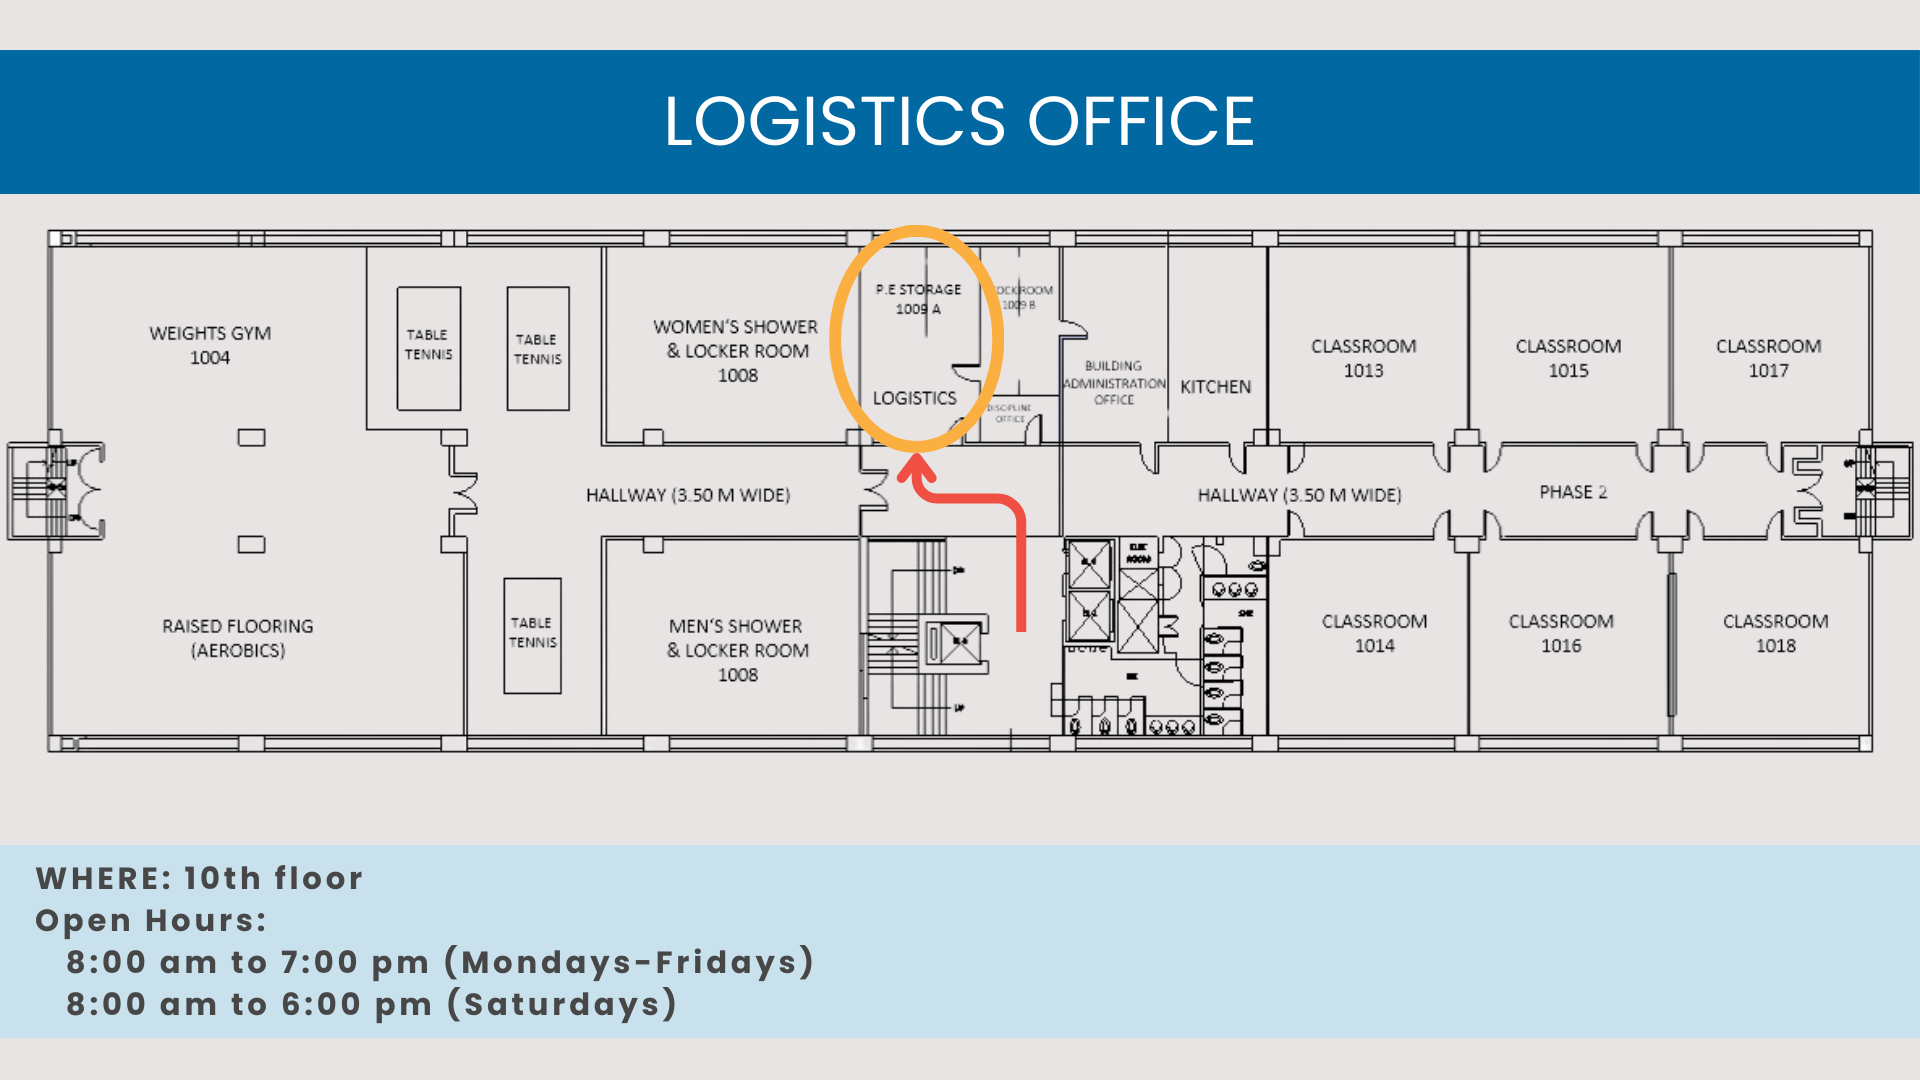 LOGISTICS OFFICE
WEIGHTS GYM
1004
TABLE
TENNIS
TABLE
TENNIS
WOMEN'S SHOWER
& LOCKER ROOM
1008
P.E STORAGE
1009 A
LOGISTICS
1009 B
DISCIPLINE
OFFICE
BUILDING
ADMINISTRATION
OFFICE
KITCHEN
CLASSROOM
1013
CLASSROOM
1015
CLASSROOM
1017
HALLWAY (3.50 M WIDE)
HALLWAY (3.50 M WIDE)
PHASE 2
RAISED FLOORING
(AEROBICS)
TABLE
TENNIS
MEN'S SHOWER
& LOCKER ROOM
1008
ROOM
CLASSROOM
1014
CLASSROOM
1016
CLASSROOM
1018
WHERE: 10th floor
Open Hours:
8:00 am to 7:00 pm (Mondays-Fridays)
8:00 am to 6:00 pm (Saturdays)